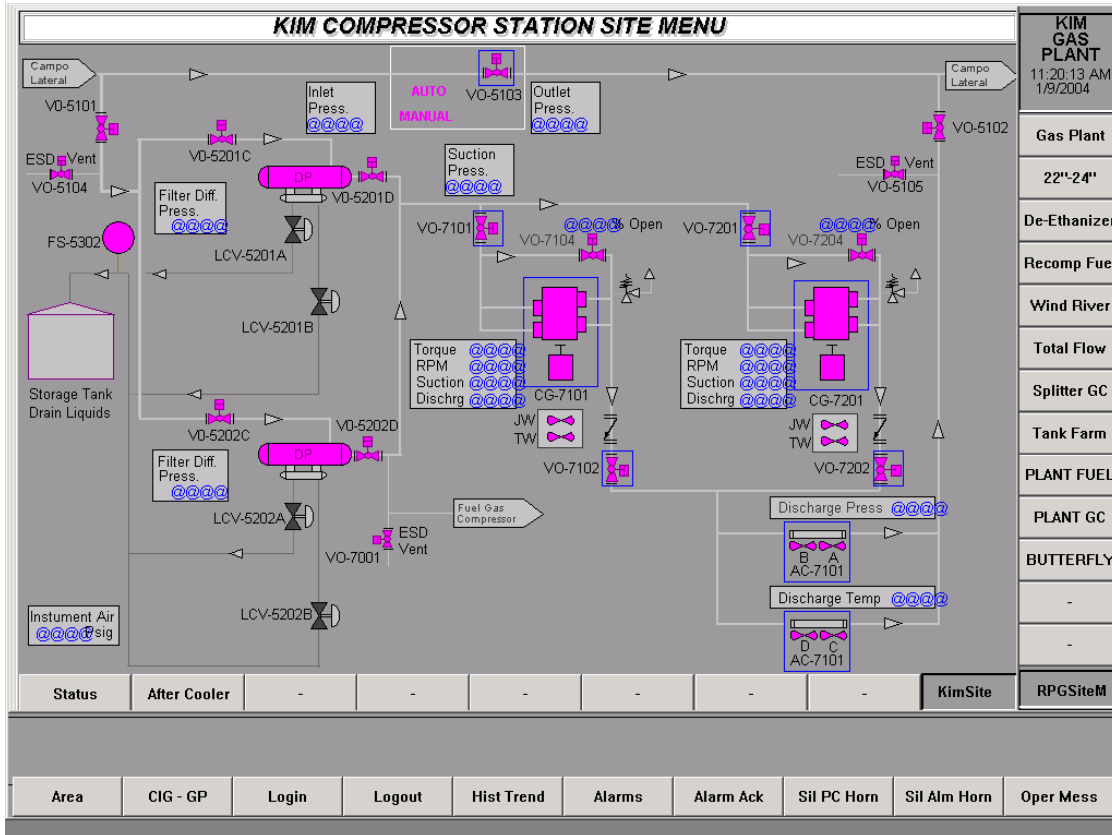 KIM COMPRESSOR STATION SITE MENU
KIM
GAS
PLANT
11:20:13 AM
1/9/2004
Campo
Lateral
V0-5101
ESD Vent
VO-5104
V0-5201C
Inlet
Press.
@@@@
AUTO
MANUAL
VO-5103
Outlet
Press.
@@@@
Campo
Lateral
VO-5102
ESD Vent
VO-5105
Suction
Press.
@@@@
DP
V0-5201D
Filter Diff.
Press.
@@@@
FS-5302
LCV-5201A
LCV-5201B
VO-7101
VO-7104
@@@@% Open
VO-7201
VO-7204
@@@@% Open
Torque @@@@
RPM @@@@
Suction @@@@
Dischrg @@@@
CG-7101
JW
TW
VO-7102
Torque @@@@
RPM @@@@
Suction @@@@
Dischrg @@@@
CG-7201
JW
TW
VO-7202
Storage Tank
Drain Liquids
V0-5202C
V0-5202D
DP
Filter Diff.
Press.
@@@@
LCV-5202A
Fuel Gas
Compressor
ESD
Vent
VO-7001
LCV-5202B
Instument Air
@@@@Psig
Discharge Press @@@@
B A
AC-7101
Discharge Temp @@@@
D C
AC-7101
Gas Plant
22"-24"
De-Ethanizer
Recomp Fue
Wind River
Total Flow
Splitter GC
Tank Farm
PLANT FUEL
PLANT GC
BUTTERFLY
-
-
RPGSiteM
Status After Cooler - - - - - - KimSite
Area CIG - GP Login Logout Hist Trend Alarms Alarm Ack Sil PC Horn Sil Alm Horn Oper Mess